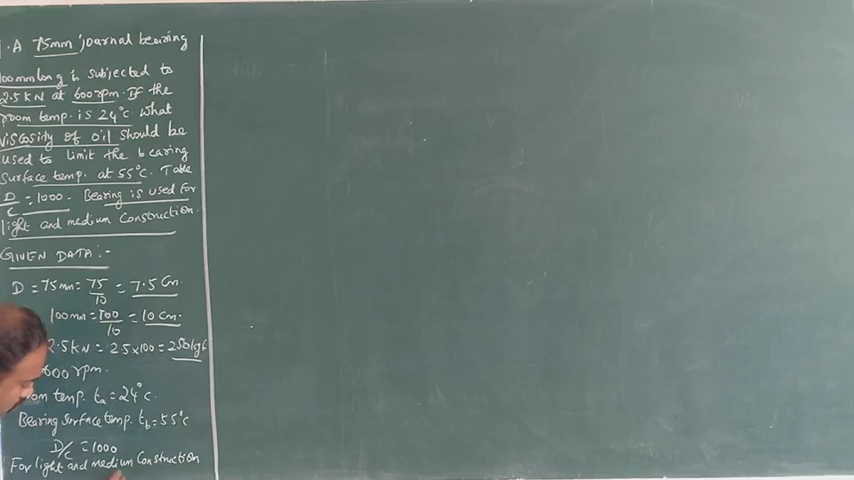 .A 75mm journal bearing
100mm long is subjected to
2.5 kN at 600 rpm. If the
room temp. is 24°c what
viscosity of oil should be
used to limit the bearing
surface temp. at 55°c. Take
D/C = 1000. Bearing is used for
light and medium Construction.
GIVEN DATA :-
D = 75mm = 75/10 = 7.5 Cm
100mm = 100/10 = 10 Cm.
2.5 kN = 2.5 x 100 = 250 kgf
600 rpm.
temp. ta = 24°c.
Bearing Surface temp. tb = 55°c
D/C = 1000
For light and medium Construction